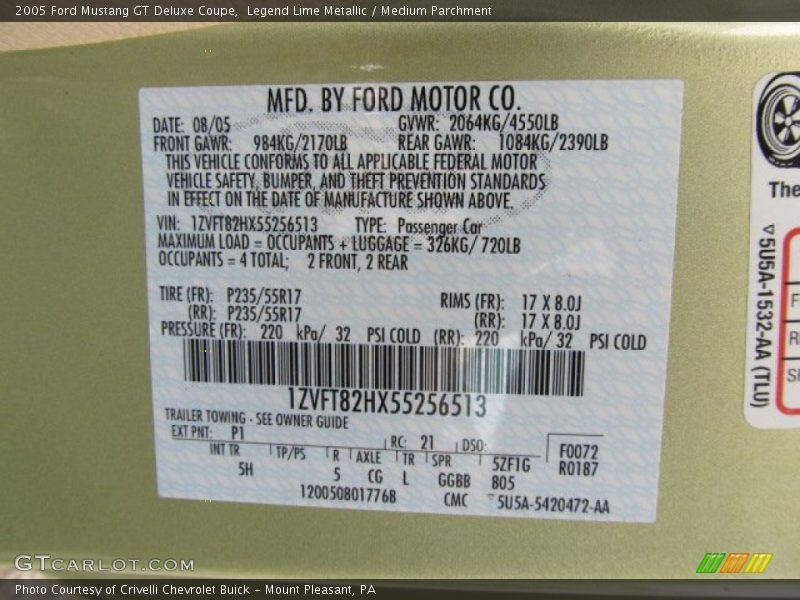 2005 Ford Mustang GT Deluxe Coupe,  Legend Lime Metallic / Medium Parchment
MFD. BY FORD MOTOR CO.
DATE: 08/05 GVWR: 2064KG/4550LB
FRONT GAWR: 984KG/2170LB REAR GAWR: 1084KG/2390LB
THIS VEHICLE CONFORMS TO ALL APPLICABLE FEDERAL MOTOR
VEHICLE SAFETY, BUMPER, AND THEFT PREVENTION STANDARDS
IN EFFECT ON THE DATE OF MANUFACTURE SHOWN ABOVE.
VIN: 1ZVFT82HX55256513 TYPE: Passenger Car
MAXIMUM LOAD = OCCUPANTS + LUGGAGE = 326KG/720LB
OCCUPANTS = 4 TOTAL; 2 FRONT, 2 REAR
TIRE (FR): P235/55R17 RIMS (FR): 17 X 8.0J
(RR): P235/55R17 (RR): 17 X 8.0J
PRESSURE (FR): 220 kPa/ 32 PSI COLD (RR): 220 kPa/ 32 PSI COLD
1ZVFT82HX55256513
TRAILER TOWING - SEE OWNER GUIDE
EXT PNT: P1 RC: 21 DSO: F0072
INT TR TP/PS R AXLE TR SPR 5ZF1G R0187
5H 5 CG L GGBB 805
1200508017768 CMC 5U5A-5420472-AA
The
5U5A-1532-AA (TLU)
GTCARLOT.COM
Photo Courtesy of Crivelli Chevrolet Buick – Mount Pleasant, PA